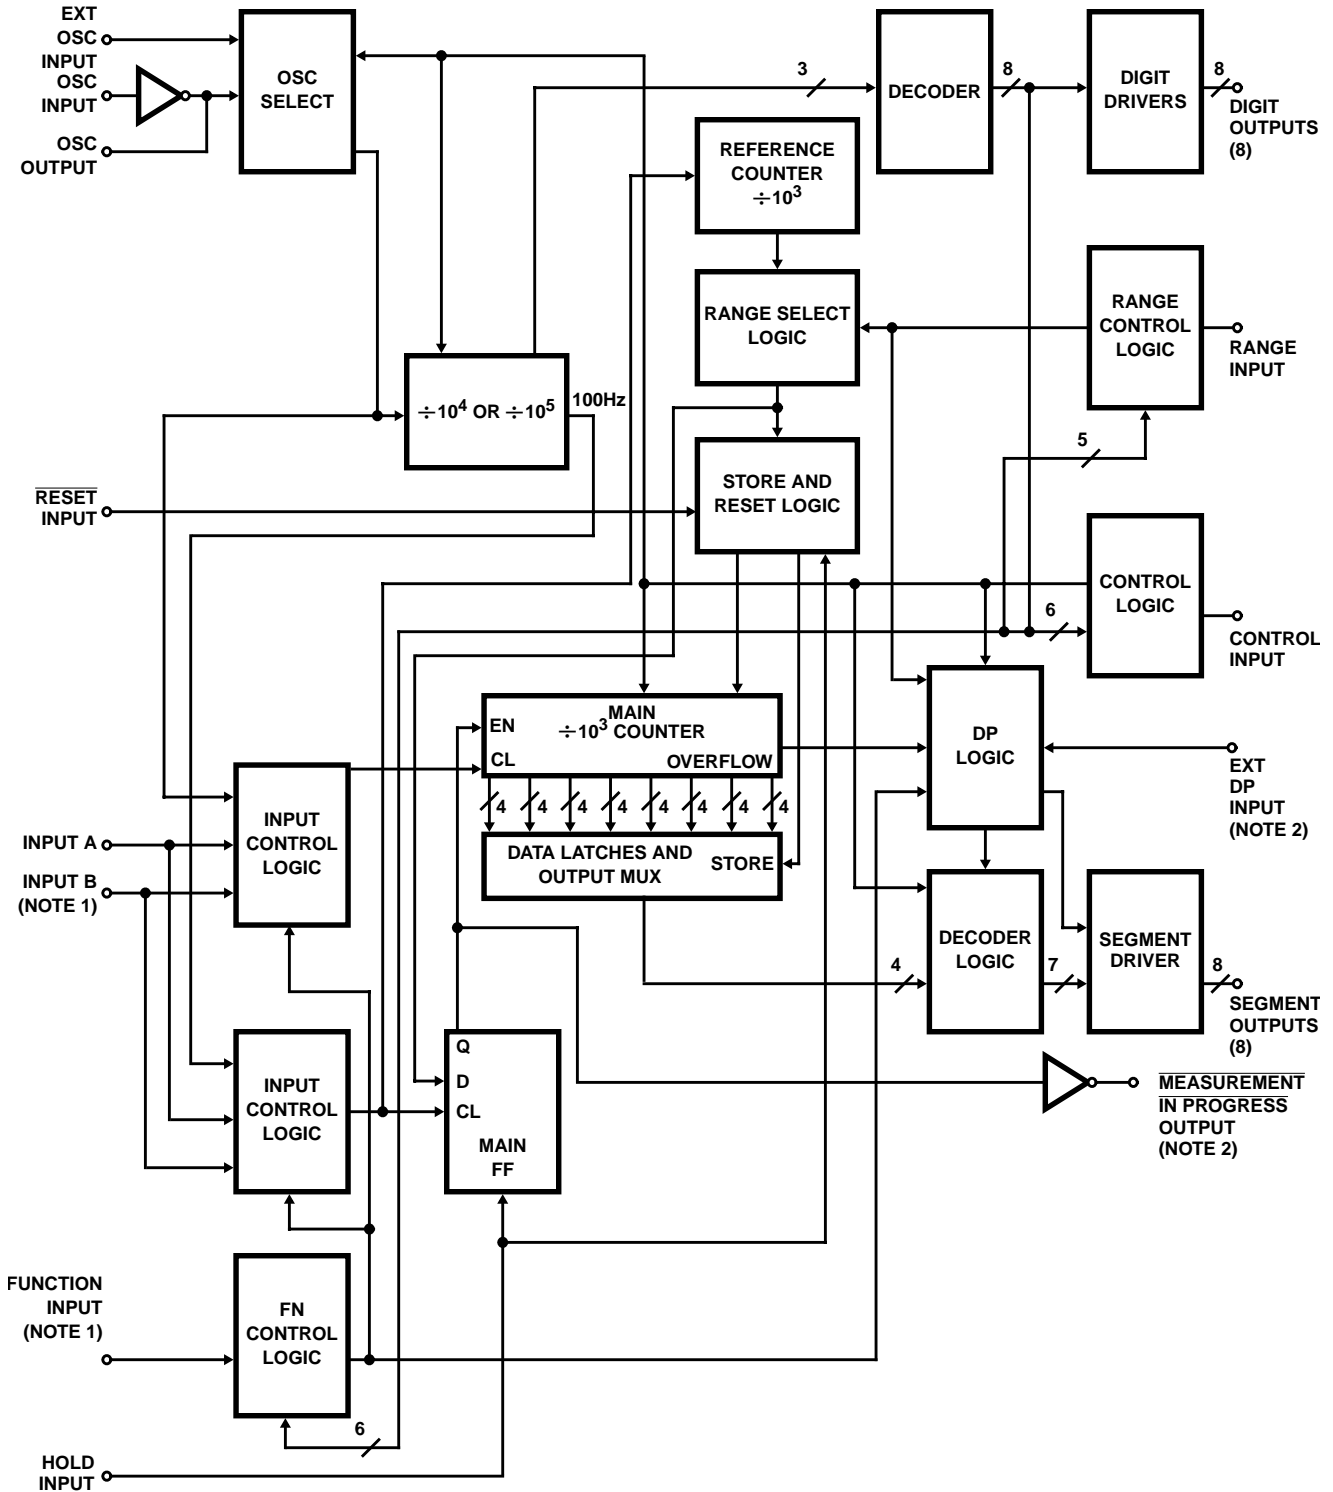 EXT
OSC
INPUT
OSC
INPUT
OSC
OUTPUT
OSC
SELECT
3
DECODER
8
DIGIT
DRIVERS
8
DIGIT
OUTPUTS
(8)
REFERENCE
COUNTER
÷10³
RANGE SELECT
LOGIC
RANGE
CONTROL
LOGIC
RANGE
INPUT
÷10⁴ OR ÷10⁵
100Hz
5
RESET
INPUT
STORE AND
RESET LOGIC
CONTROL
LOGIC
6
CONTROL
INPUT
MAIN
÷10³ COUNTER
EN
CL
OVERFLOW
DP
LOGIC
EXT
DP
INPUT
(NOTE 2)
4
4
4
4
4
4
4
4
INPUT
CONTROL
LOGIC
INPUT A
INPUT B
(NOTE 1)
DATA LATCHES AND
OUTPUT MUX
STORE
4
DECODER
LOGIC
7
SEGMENT
DRIVER
8
SEGMENT
OUTPUTS
(8)
INPUT
CONTROL
LOGIC
Q
D
CL
MAIN
FF
MEASUREMENT
IN PROGRESS
OUTPUT
(NOTE 2)
FUNCTION
INPUT
(NOTE 1)
FN
CONTROL
LOGIC
6
HOLD
INPUT